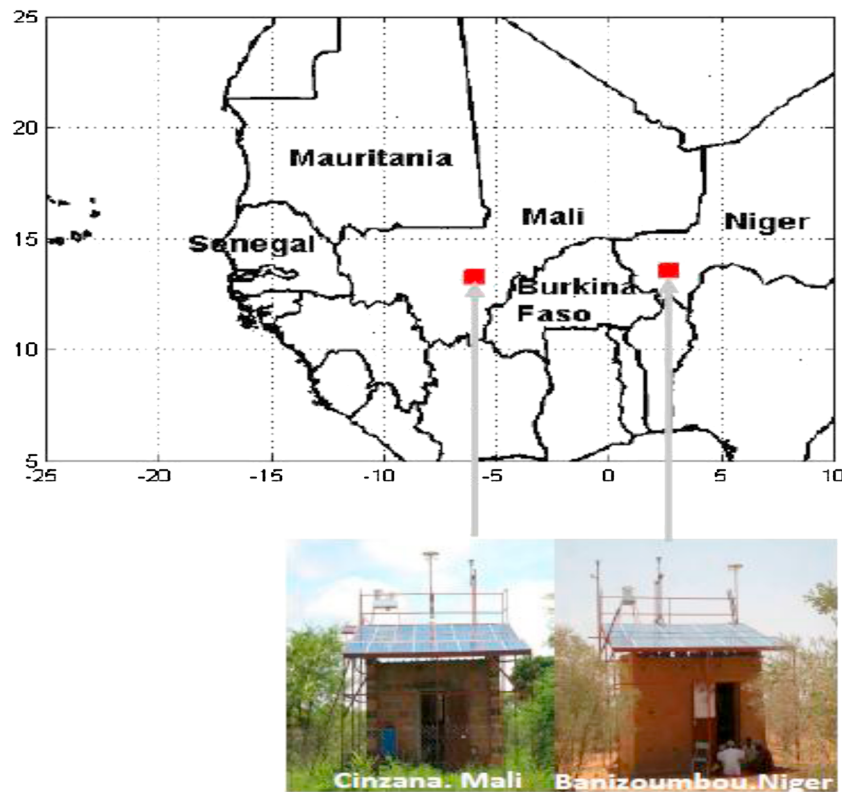 25
20
15
10
5
Mauritania
Mali
Niger
Senegal
Burkina
Faso
-25 -20 -15 -10 -5 0 5 10
Cinzana. Mali
Banizoumbou.Niger